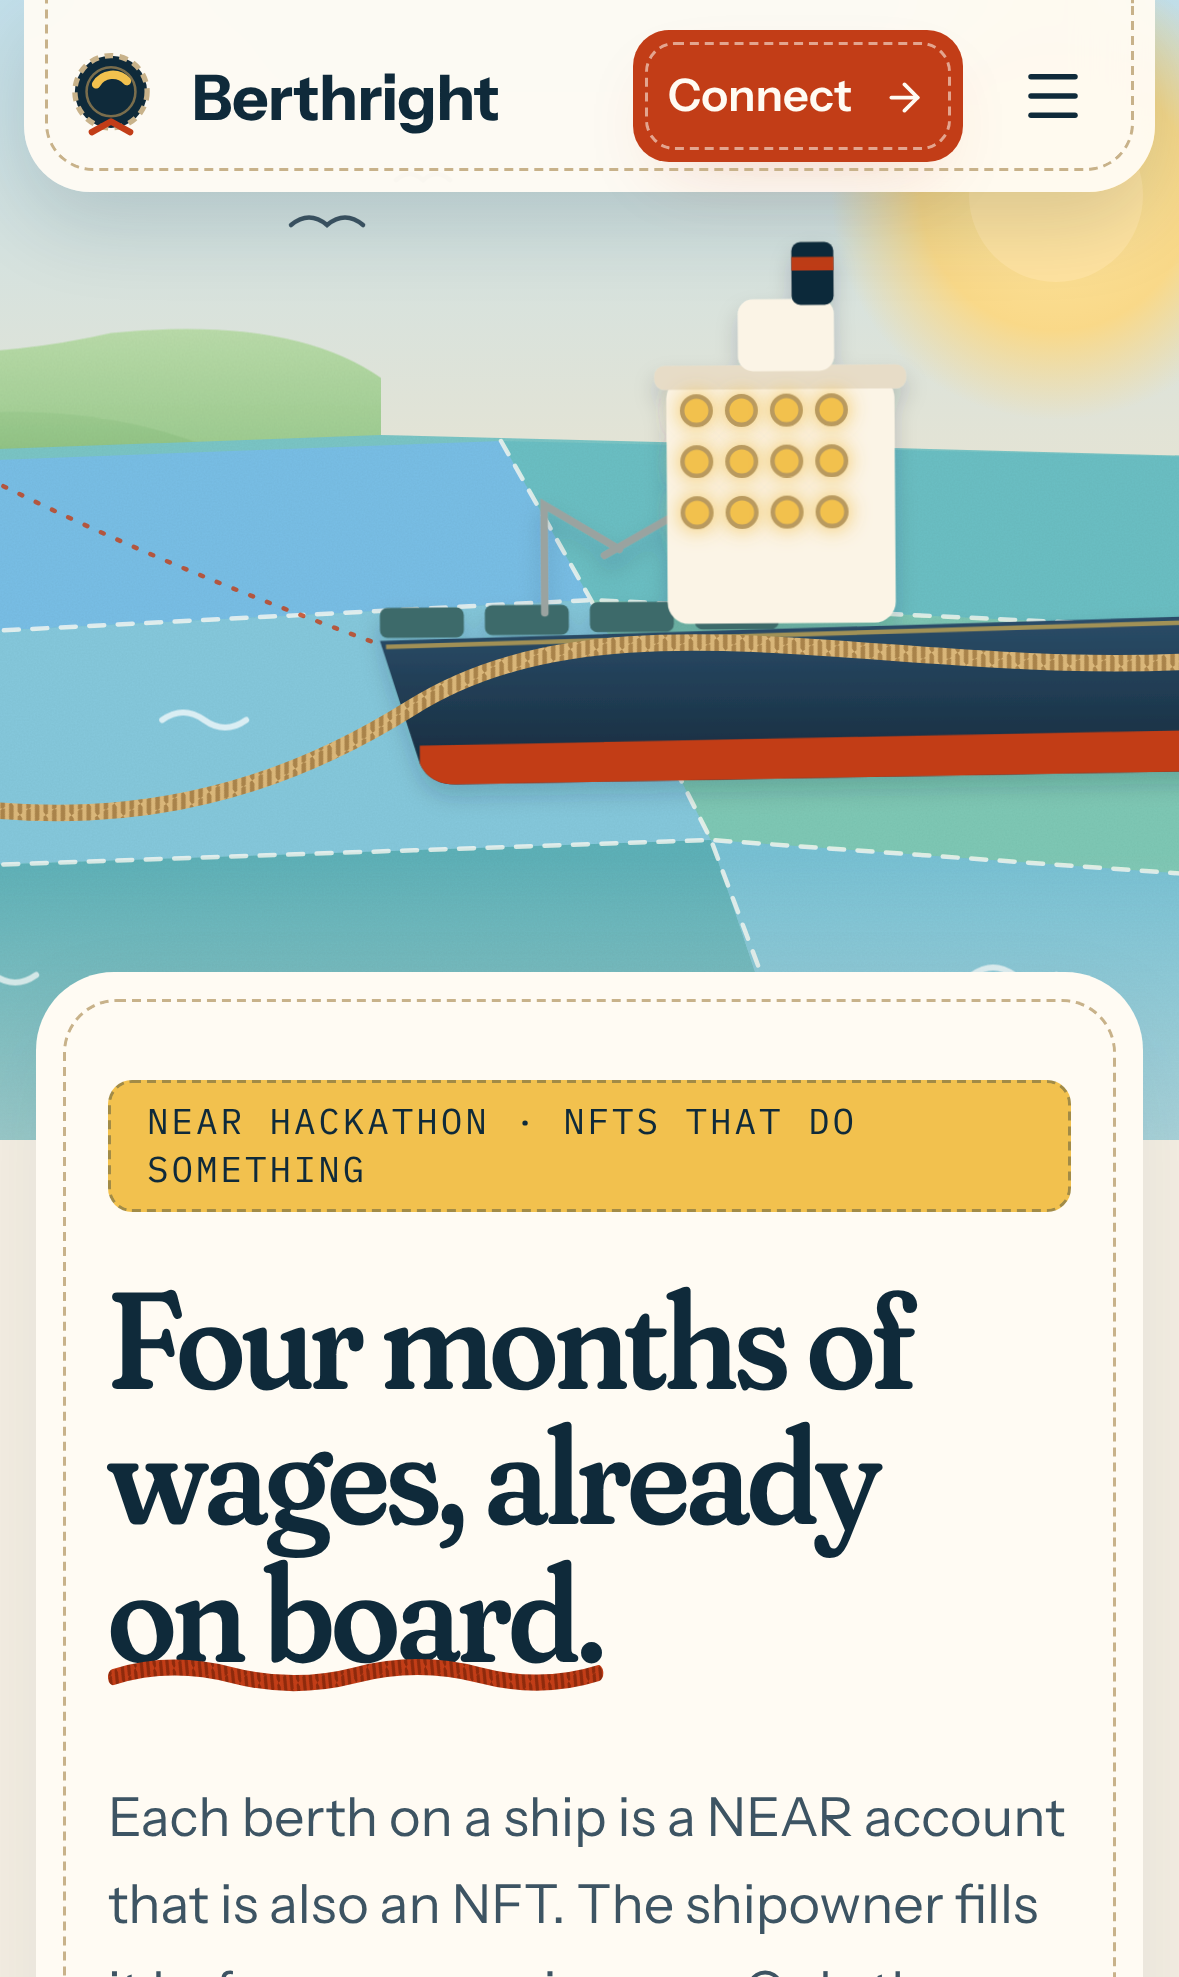 Berthright
Connect
NEAR HACKATHON · NFTS THAT DO
SOMETHING
Four months of
wages, already
on board.
Each berth on a ship is a NEAR account
that is also an NFT. The shipowner fills